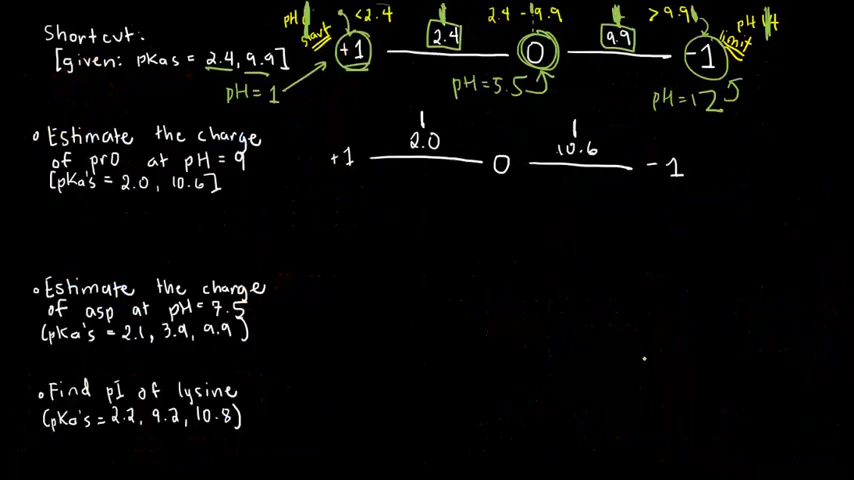 Shortcut:
[given: pKas = 2.4, 9.9]
pH=1
pH
start
<2.4
+1
2.4
2.4 - 9.9
0
pH=5.5
9.9
>9.9
-1
limit
pH 14
pH=12
• Estimate the charge
of pro at pH=9
[pKa's = 2.0, 10.6]
+1
2.0
0
10.6
-1
• Estimate the charge
of asp at pH=7.5
(pKa's = 2.1, 3.9, 9.9)
• Find pI of lysine
(pKa's = 2.2, 9.2, 10.8)